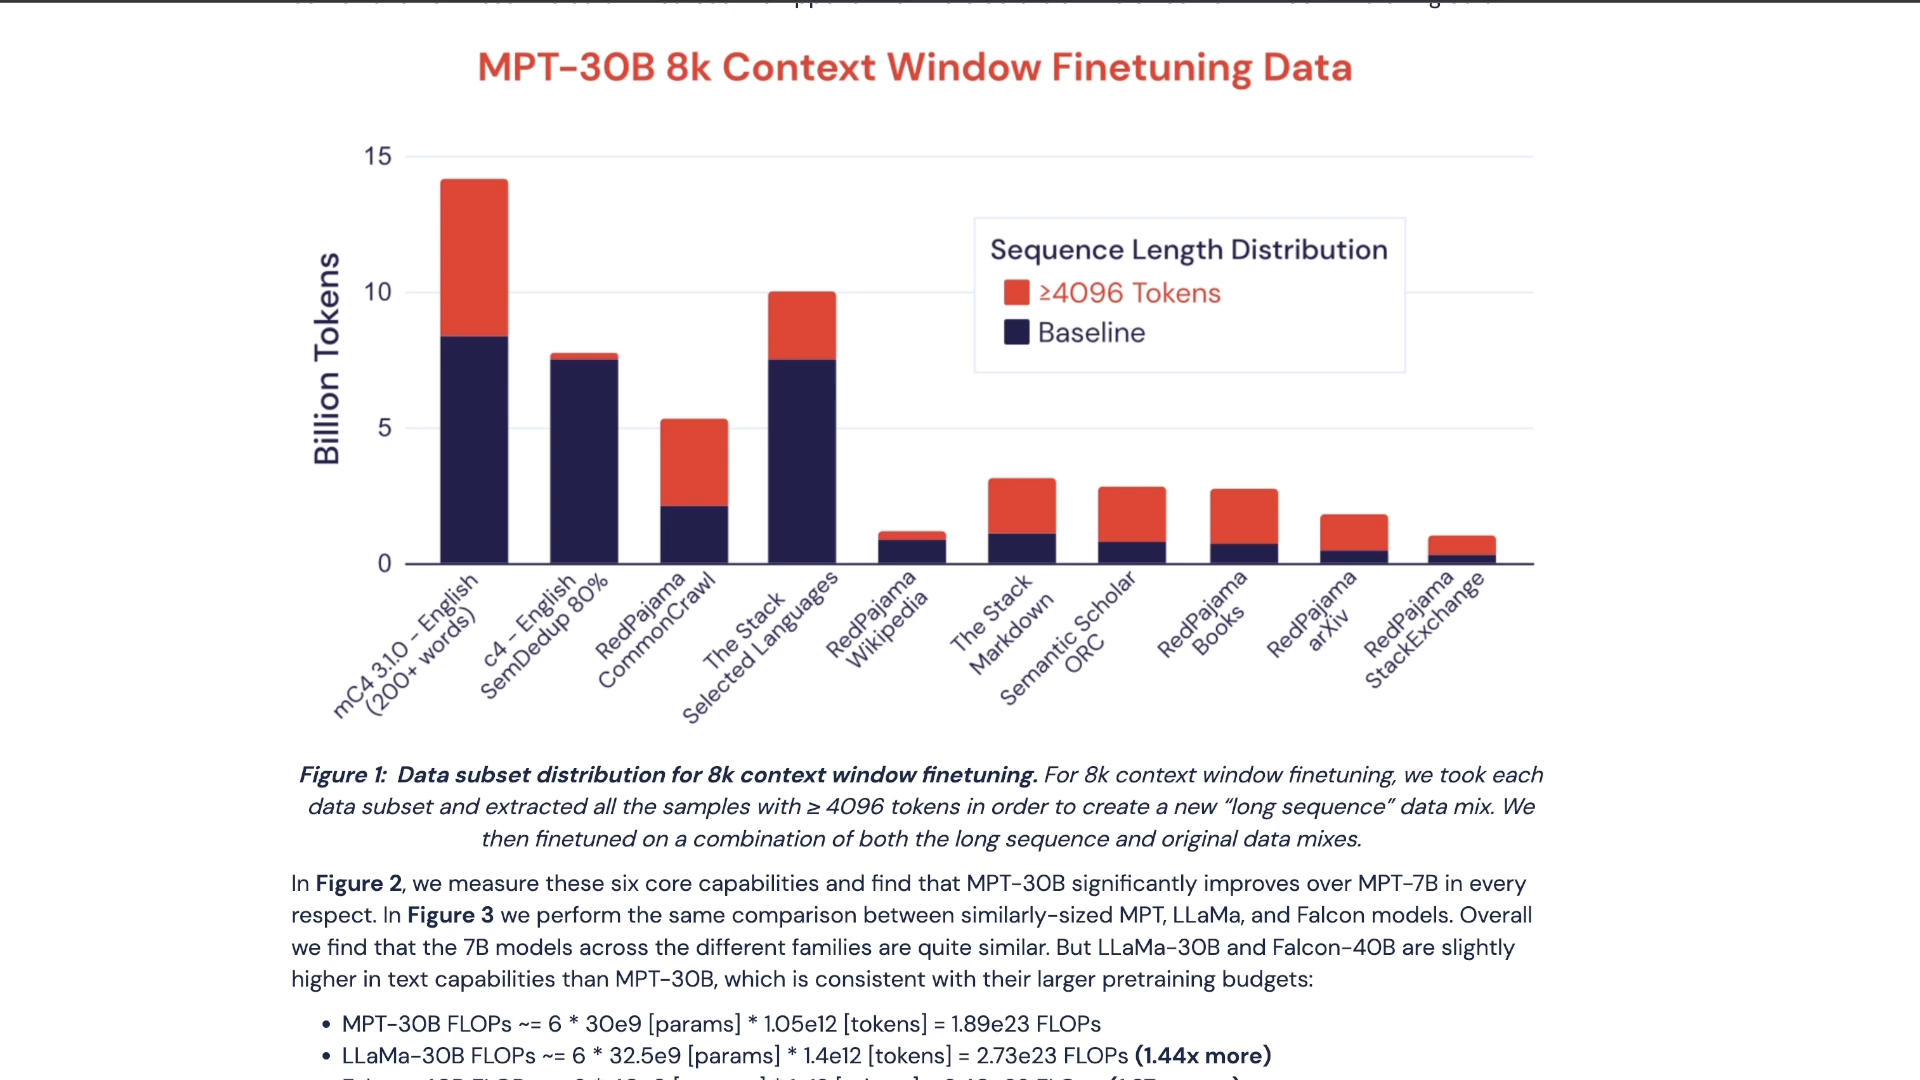 MPT-30B 8k Context Window Finetuning Data
15
10
5
0
Billion Tokens
Sequence Length Distribution
≥4096 Tokens
Baseline
mC4 3.1.0 - English
(200+ words)
c4 - English
SemDedup 80%
RedPajama
CommonCrawl
The Stack
Selected Languages
RedPajama
Wikipedia
The Stack
Markdown
Semantic Scholar
ORC
RedPajama
Books
RedPajama
arXiv
RedPajama
StackExchange
Figure 1: Data subset distribution for 8k context window finetuning. For 8k context window finetuning, we took each
data subset and extracted all the samples with ≥ 4096 tokens in order to create a new “long sequence” data mix. We
then finetuned on a combination of both the long sequence and original data mixes.
In Figure 2, we measure these six core capabilities and find that MPT-30B significantly improves over MPT-7B in every
respect. In Figure 3 we perform the same comparison between similarly-sized MPT, LLaMa, and Falcon models. Overall
we find that the 7B models across the different families are quite similar. But LLaMa-30B and Falcon-40B are slightly
higher in text capabilities than MPT-30B, which is consistent with their larger pretraining budgets:
• MPT-30B FLOPs ~= 6 * 30e9 [params] * 1.05e12 [tokens] = 1.89e23 FLOPs
• LLaMa-30B FLOPs ~= 6 * 32.5e9 [params] * 1.4e12 [tokens] = 2.73e23 FLOPs (1.44x more)